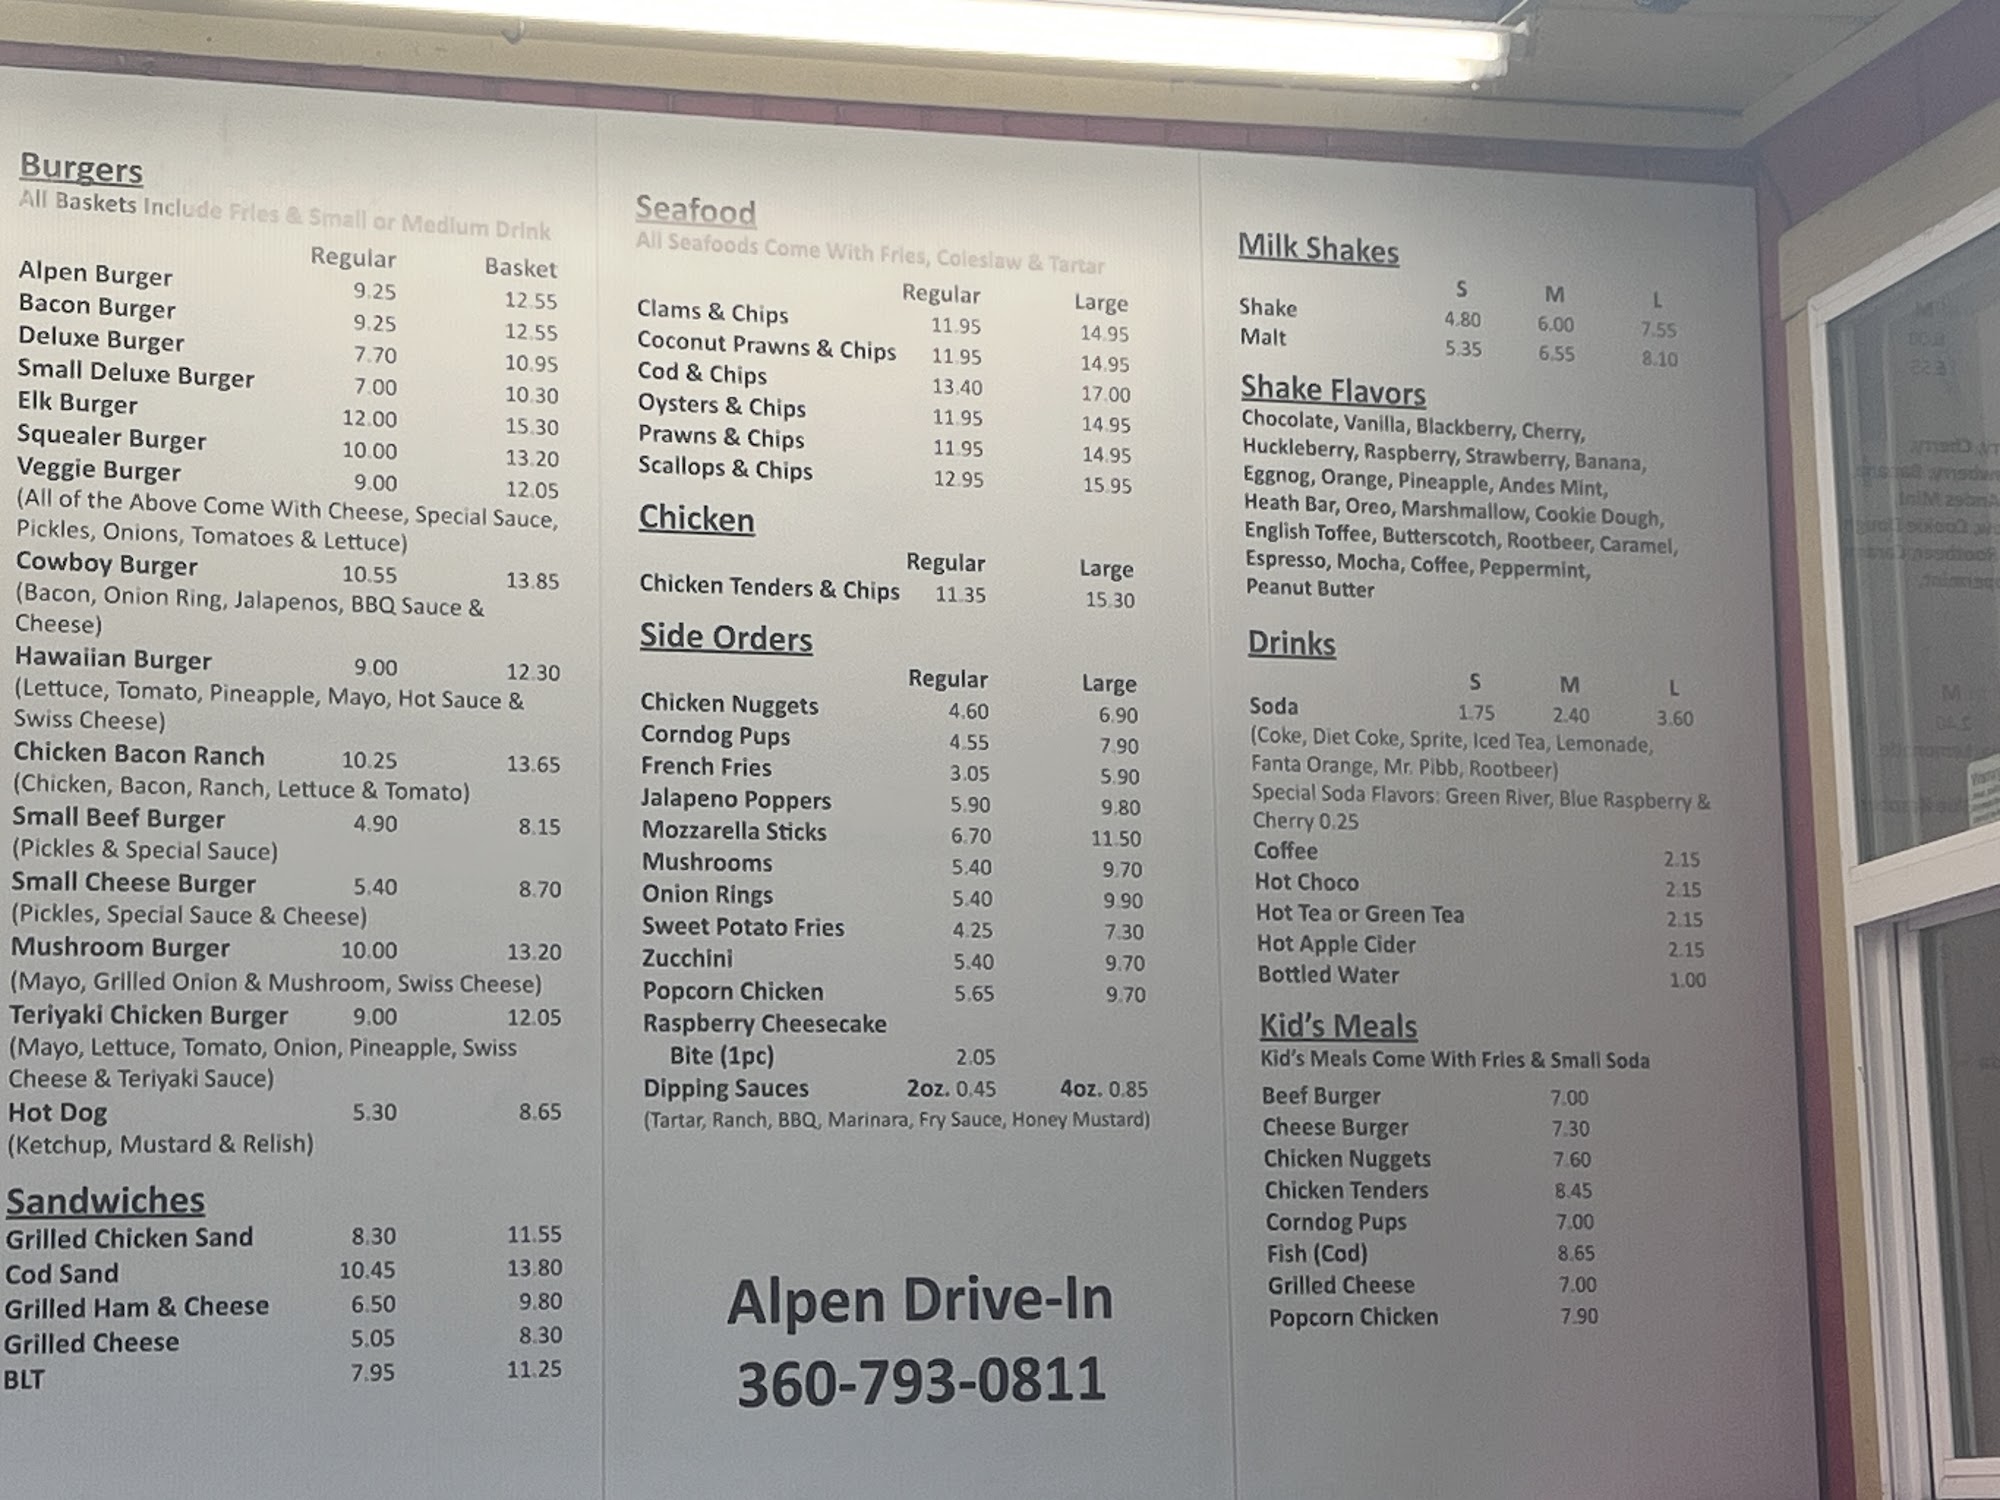 Burgers
All Baskets Include Fries & Small or Medium Drink
Regular Basket
Alpen Burger 9.25 12.55
Bacon Burger 9.25 12.55
Deluxe Burger 7.70 10.95
Small Deluxe Burger 7.00 10.30
Elk Burger 12.00 15.30
Squealer Burger 10.00 13.20
Veggie Burger 9.00 12.05
(All of the Above Come With Cheese, Special Sauce,
Pickles, Onions, Tomatoes & Lettuce)
Cowboy Burger 10.55 13.85
(Bacon, Onion Ring, Jalapenos, BBQ Sauce &
Cheese)
Hawaiian Burger 9.00 12.30
(Lettuce, Tomato, Pineapple, Mayo, Hot Sauce &
Swiss Cheese)
Chicken Bacon Ranch 10.25 13.65
(Chicken, Bacon, Ranch, Lettuce & Tomato)
Small Beef Burger 4.90 8.15
(Pickles & Special Sauce)
Small Cheese Burger 5.40 8.70
(Pickles, Special Sauce & Cheese)
Mushroom Burger 10.00 13.20
(Mayo, Grilled Onion & Mushroom, Swiss Cheese)
Teriyaki Chicken Burger 9.00 12.05
(Mayo, Lettuce, Tomato, Onion, Pineapple, Swiss
Cheese & Teriyaki Sauce)
Hot Dog 5.30 8.65
(Ketchup, Mustard & Relish)
Sandwiches
Grilled Chicken Sand 8.30 11.55
Cod Sand 10.45 13.80
Grilled Ham & Cheese 6.50 9.80
Grilled Cheese 5.05 8.30
BLT 7.95 11.25
Seafood
All Seafoods Come With Fries, Coleslaw & Tartar
Regular Large
Clams & Chips 11.95 14.95
Coconut Prawns & Chips 11.95 14.95
Cod & Chips 13.40 17.00
Oysters & Chips 11.95 14.95
Prawns & Chips 11.95 14.95
Scallops & Chips 12.95 15.95
Chicken
Regular Large
Chicken Tenders & Chips 11.35 15.30
Side Orders
Regular Large
Chicken Nuggets 4.60 6.90
Corndog Pups 4.55 7.90
French Fries 3.05 5.90
Jalapeno Poppers 5.90 9.80
Mozzarella Sticks 6.70 11.50
Mushrooms 5.40 9.70
Onion Rings 5.40 9.90
Sweet Potato Fries 4.25 7.30
Zucchini 5.40 9.70
Popcorn Chicken 5.65 9.70
Raspberry Cheesecake
Bite (1pc) 2.05
Dipping Sauces 2oz. 0.45 4oz. 0.85
(Tartar, Ranch, BBQ, Marinara, Fry Sauce, Honey Mustard)
Alpen Drive-In
360-793-0811
Milk Shakes
S M L
Shake 4.80 6.00 7.55
Malt 5.35 6.55 8.10
Shake Flavors
Chocolate, Vanilla, Blackberry, Cherry,
Huckleberry, Raspberry, Strawberry, Banana,
Eggnog, Orange, Pineapple, Andes Mint,
Heath Bar, Oreo, Marshmallow, Cookie Dough,
English Toffee, Butterscotch, Rootbeer, Caramel,
Espresso, Mocha, Coffee, Peppermint,
Peanut Butter
Drinks
S M L
Soda 1.75 2.40 3.60
(Coke, Diet Coke, Sprite, Iced Tea, Lemonade,
Fanta Orange, Mr. Pibb, Rootbeer)
Special Soda Flavors: Green River, Blue Raspberry &
Cherry 0.25
Coffee 2.15
Hot Choco 2.15
Hot Tea or Green Tea 2.15
Hot Apple Cider 2.15
Bottled Water 1.00
Kid's Meals
Kid's Meals Come With Fries & Small Soda
Beef Burger 7.00
Cheese Burger 7.30
Chicken Nuggets 7.60
Chicken Tenders 8.45
Corndog Pups 7.00
Fish (Cod) 8.65
Grilled Cheese 7.00
Popcorn Chicken 7.90